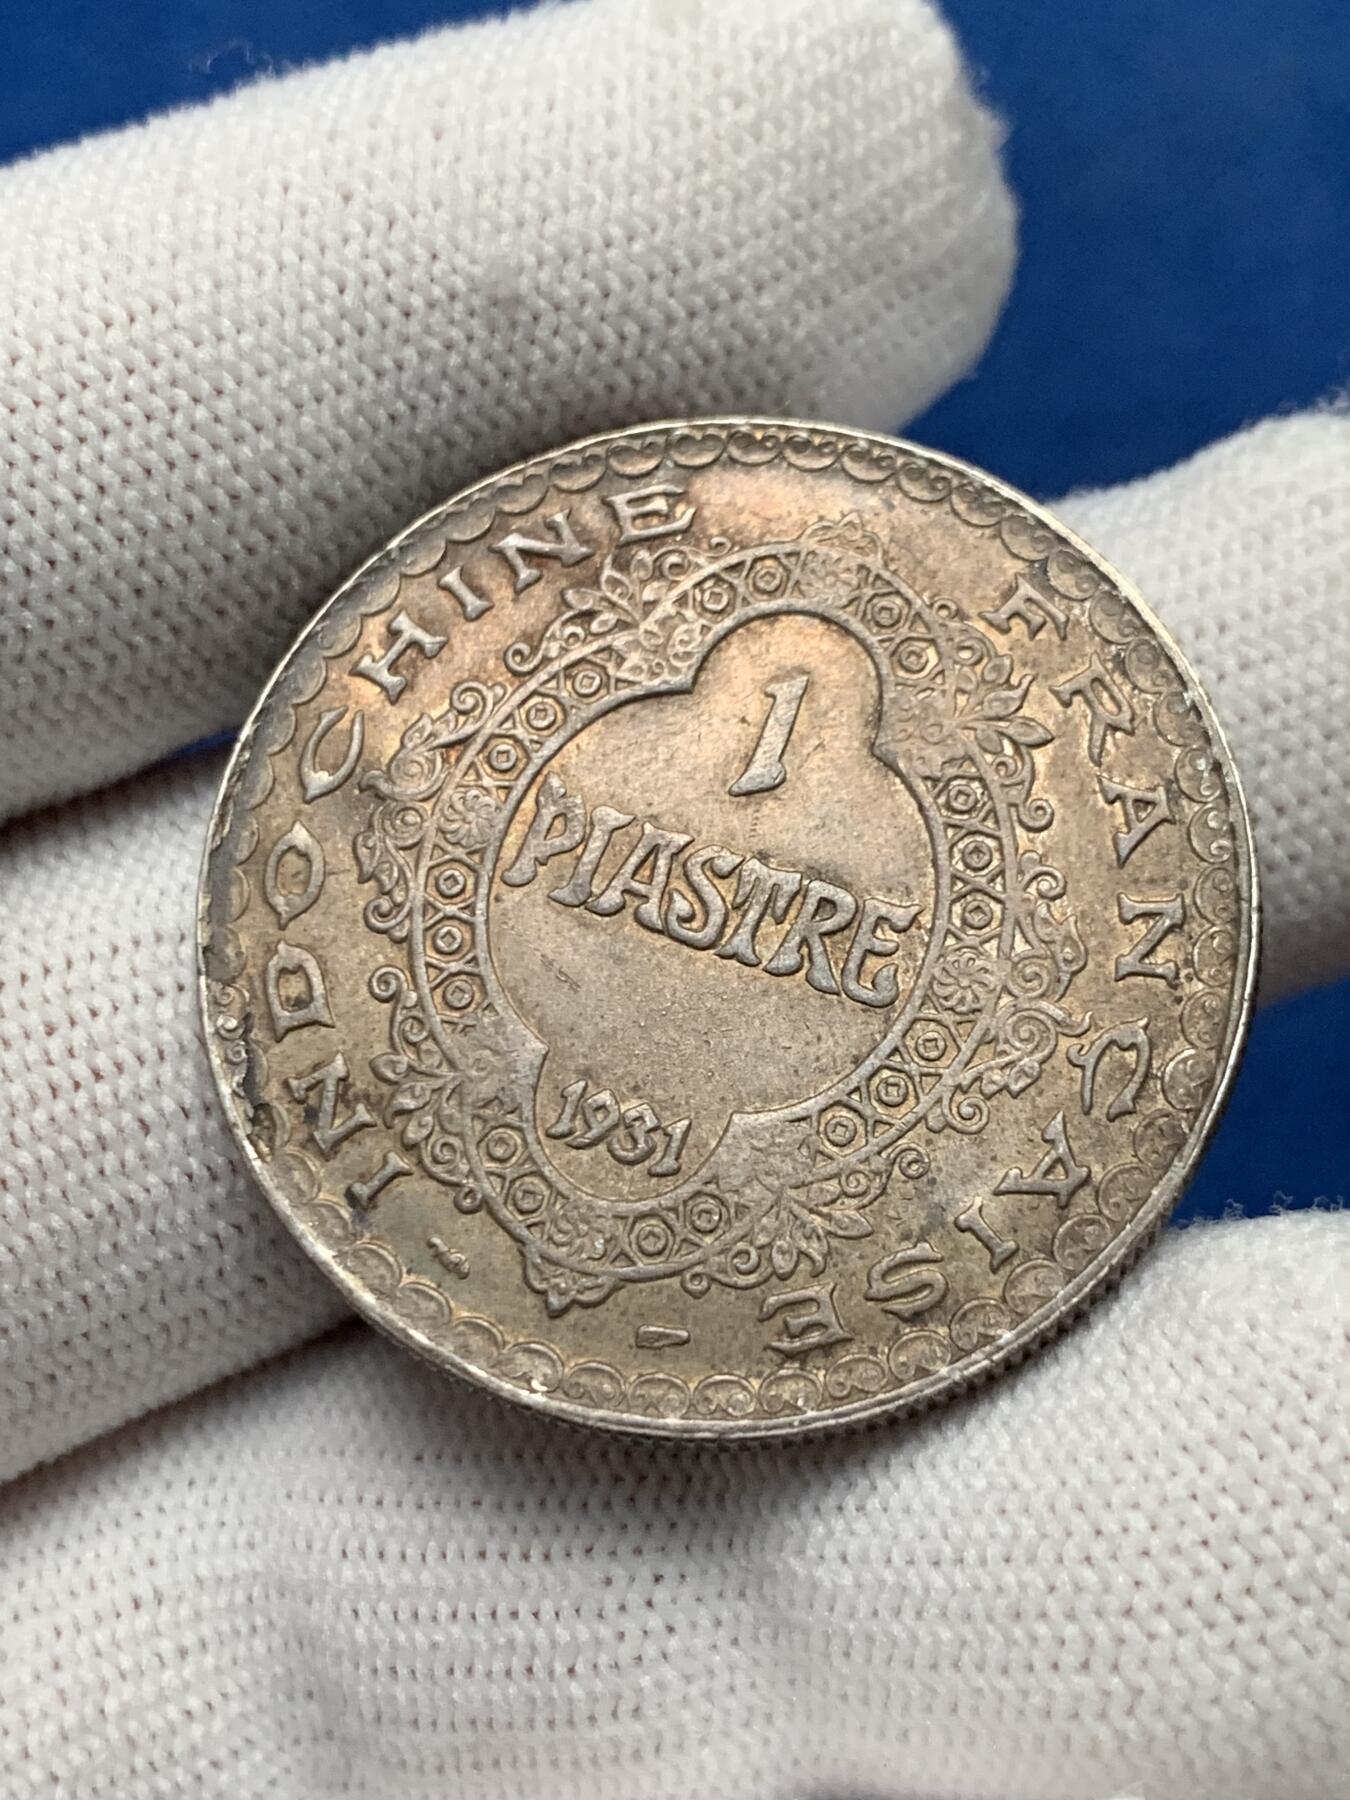 INDOCHINE FRANÇAISE
1
PIASTRE
1931